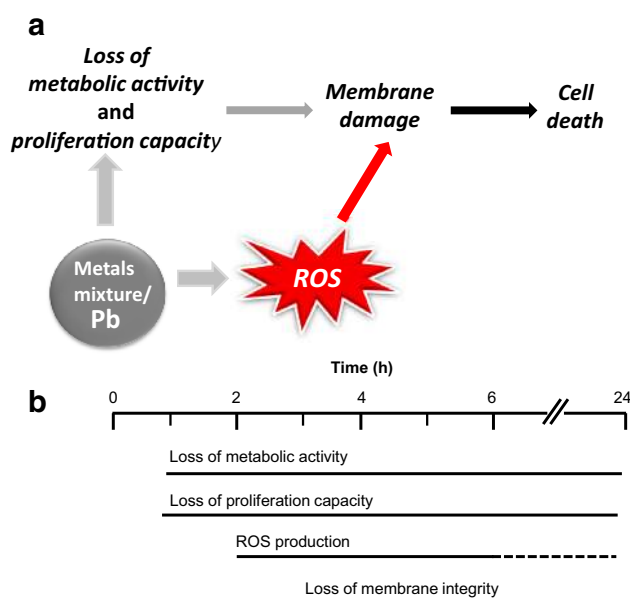 a
Loss of
metabolic activity
and
proliferation capacity
Membrane
damage
Cell
death
Metals
mixture/
Pb
ROS
Time (h)
b
0 2 4 6 24
Loss of metabolic activity
Loss of proliferation capacity
ROS production
Loss of membrane integrity